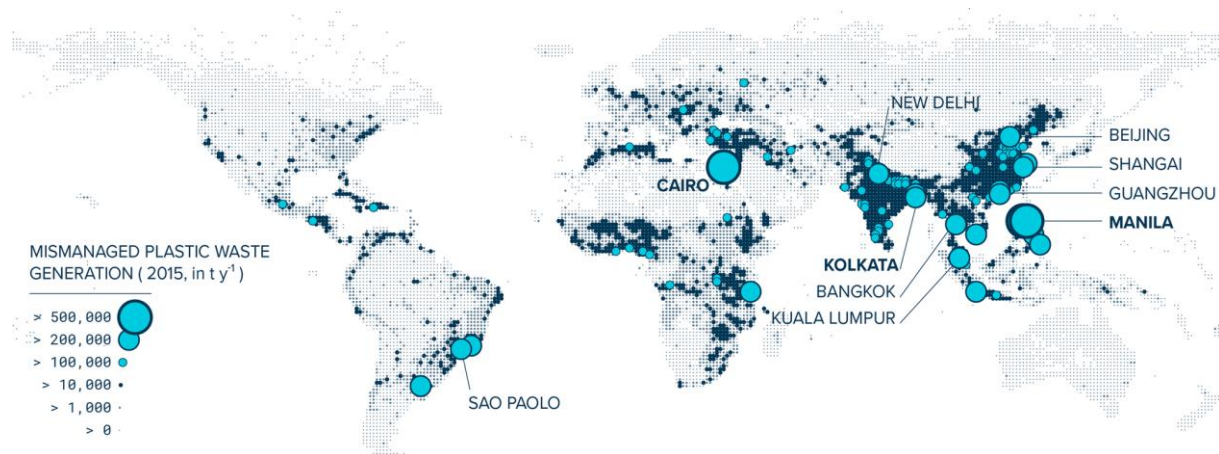 NEW DELHI
BEIJING
SHANGAI
CAIRO
GUANGZHOU
MANILA
MISMANAGED PLASTIC WASTE
GENERATION ( 2015, in t y⁻¹ )
KOLKATA
BANGKOK
KUALA LUMPUR
> 500,000
> 200,000
> 100,000
> 10,000
> 1,000
> 0
SAO PAOLO